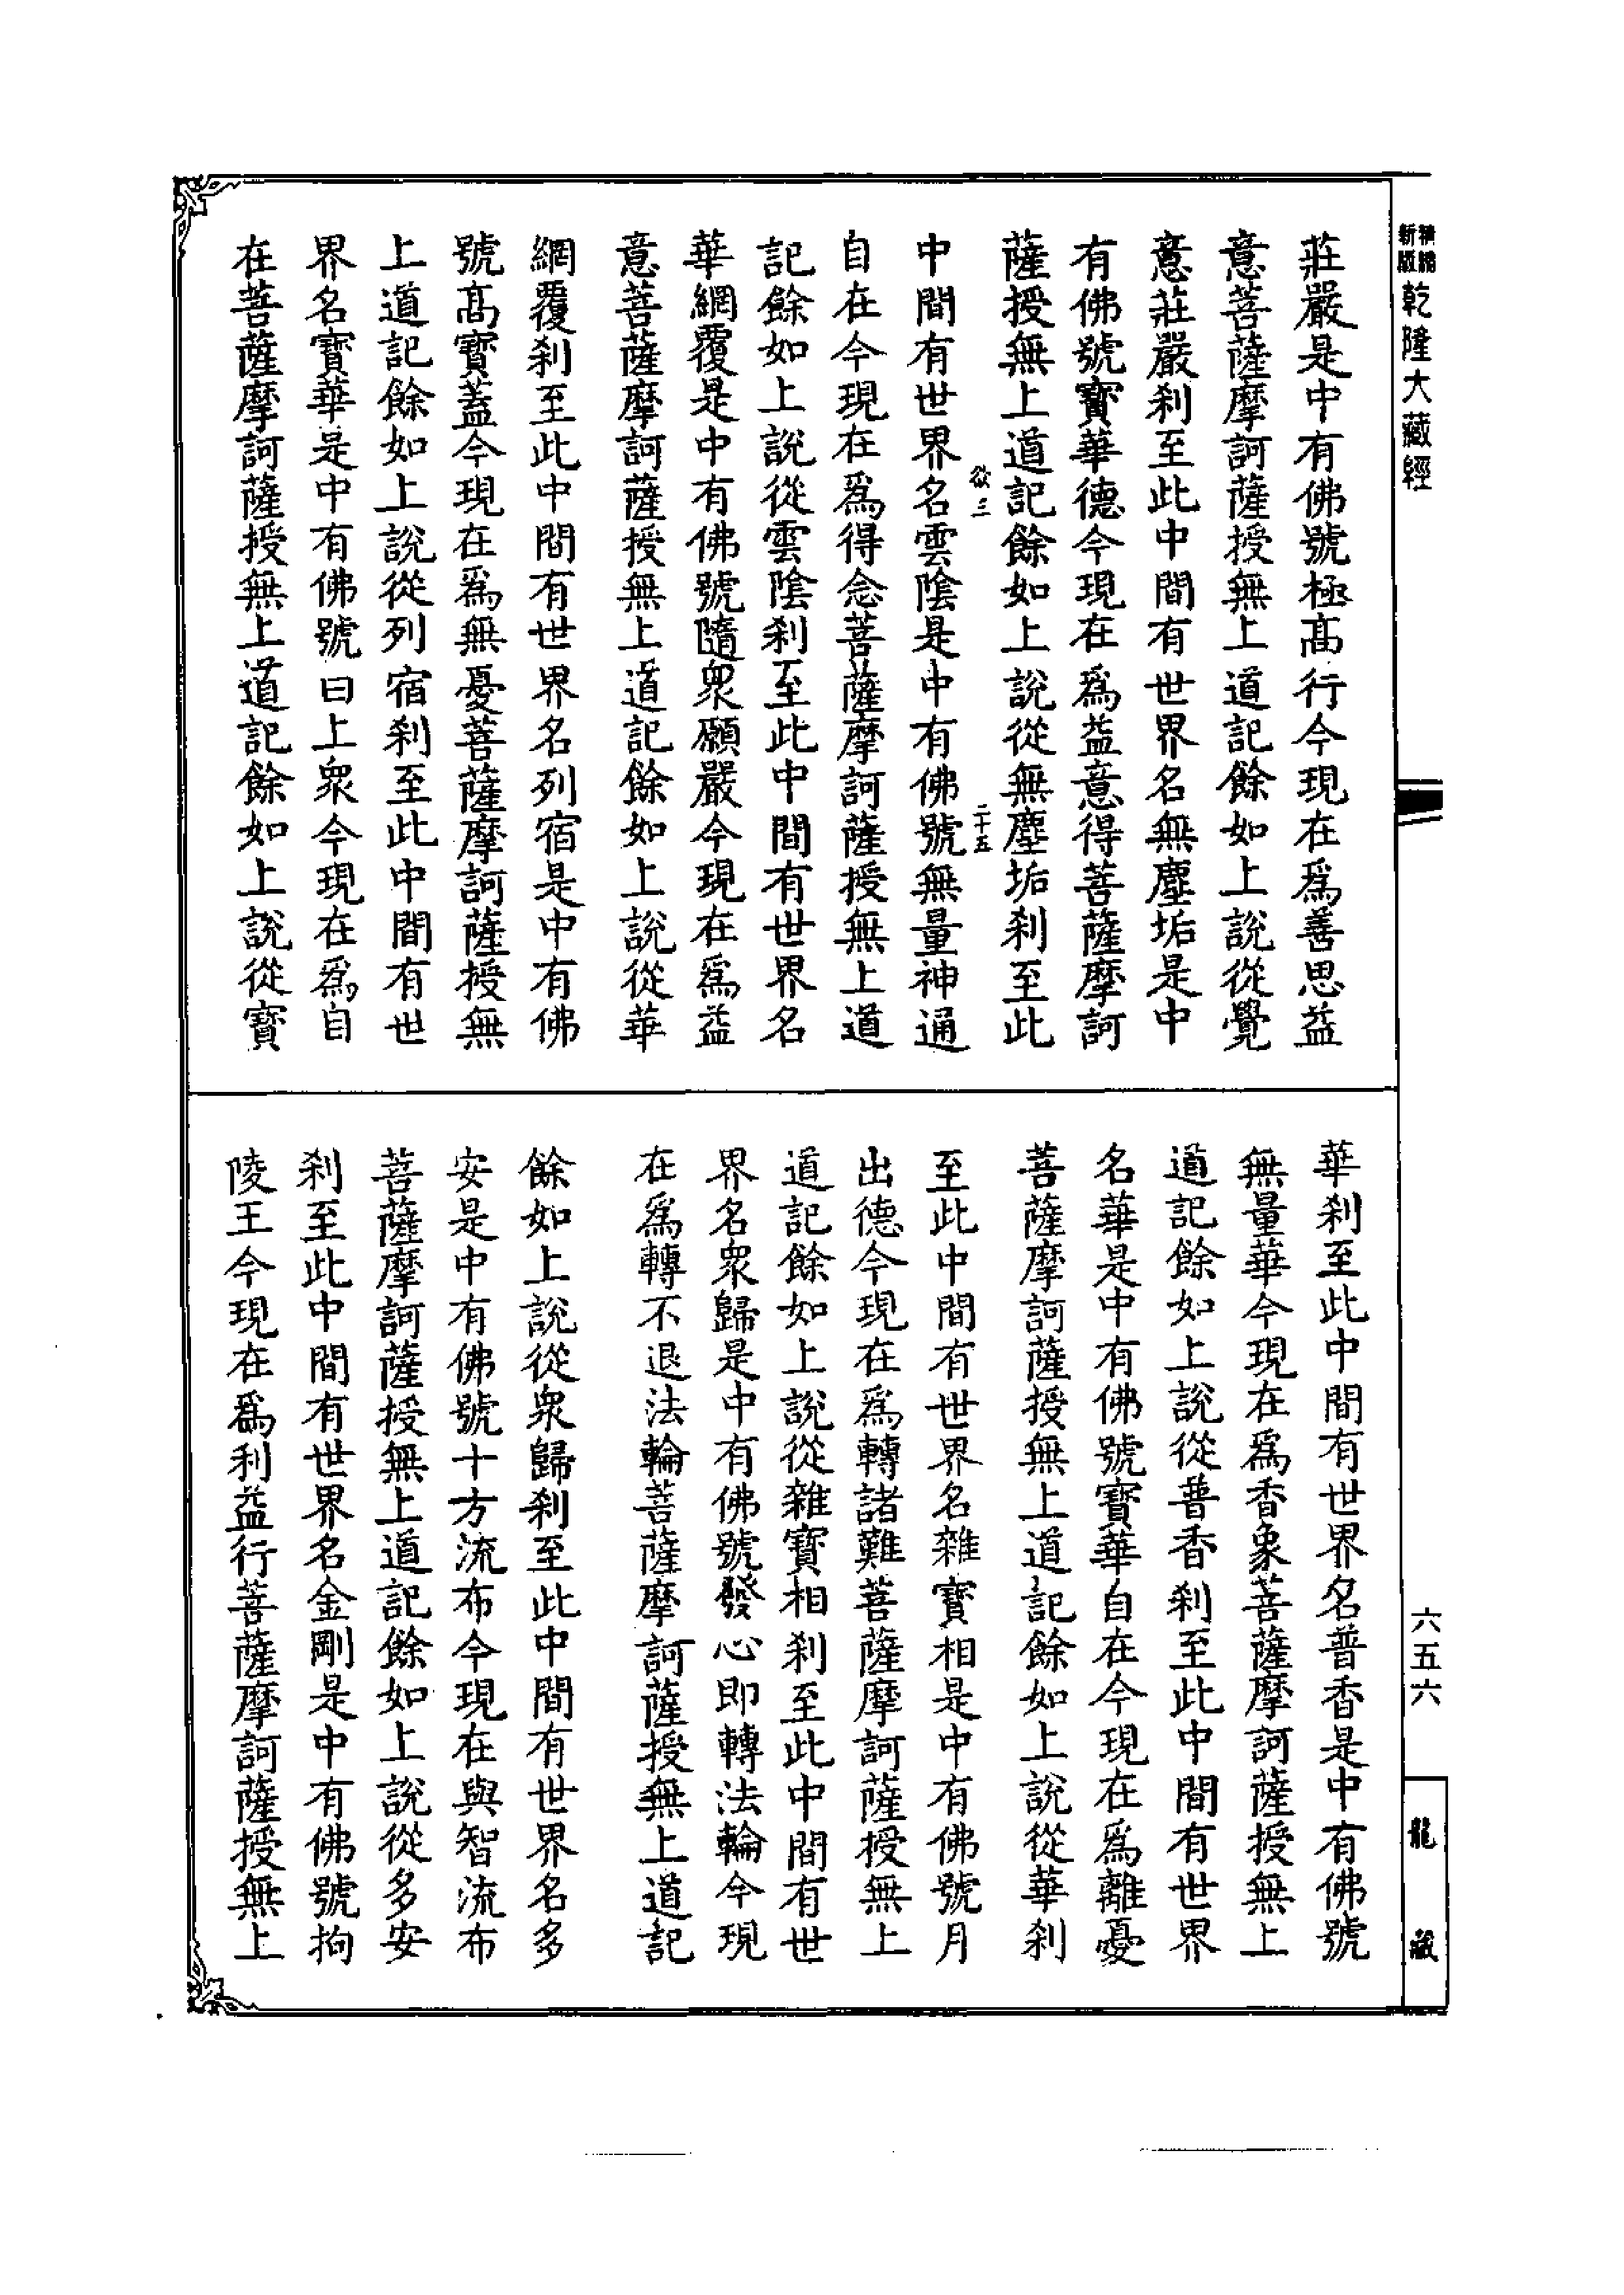 新版
精縮
乾隆大藏經
莊嚴是中有佛號極高行今現在爲善思益
意菩薩摩訶薩授無上道記餘如上說從覺
意莊嚴剎至此中間有世界名無塵垢是中
有佛號寶華德今現在爲益意得菩薩摩訶
薩授無上道記餘如上說從無塵垢剎至此
欲三
二十五
中間有世界名雲陰是中有佛號無量神通
自在今現在爲得念菩薩摩訶薩授無上道
記餘如上說從雲陰剎至此中間有世界名
華網覆是中有佛號隨衆願嚴今現在爲益
意菩薩摩訶薩授無上道記餘如上說從華
網覆剎至此中間有世界名列宿是中有佛
號高寶蓋今現在爲無憂菩薩摩訶薩授無
上道記餘如上說從列宿剎至此中間有世
界名寶華是中有佛號曰上衆今現在爲自
在菩薩摩訶薩授無上道記餘如上說從寶
華剎至此中間有世界名普香是中有佛號
無量華今現在爲香象菩薩摩訶薩授無上
道記餘如上說從普香剎至此中間有世界
名華是中有佛號寶華自在今現在爲離憂
菩薩摩訶薩授無上道記餘如上說從華剎
至此中間有世界名雜寶相是中有佛號月
出德今現在爲轉諸難菩薩摩訶薩授無上
道記餘如上說從雜寶相剎至此中間有世
界名衆歸是中有佛號發心即轉法輪今現
在爲轉不退法輪菩薩摩訶薩授無上道記
餘如上說從衆歸剎至此中間有世界名多
安是中有佛號十方流布今現在與智流布
菩薩摩訶薩授無上道記餘如上說從多安
剎至此中間有世界名金剛是中有佛號拘
陵王今現在爲利益行菩薩摩訶薩授無上
六五六
龍藏